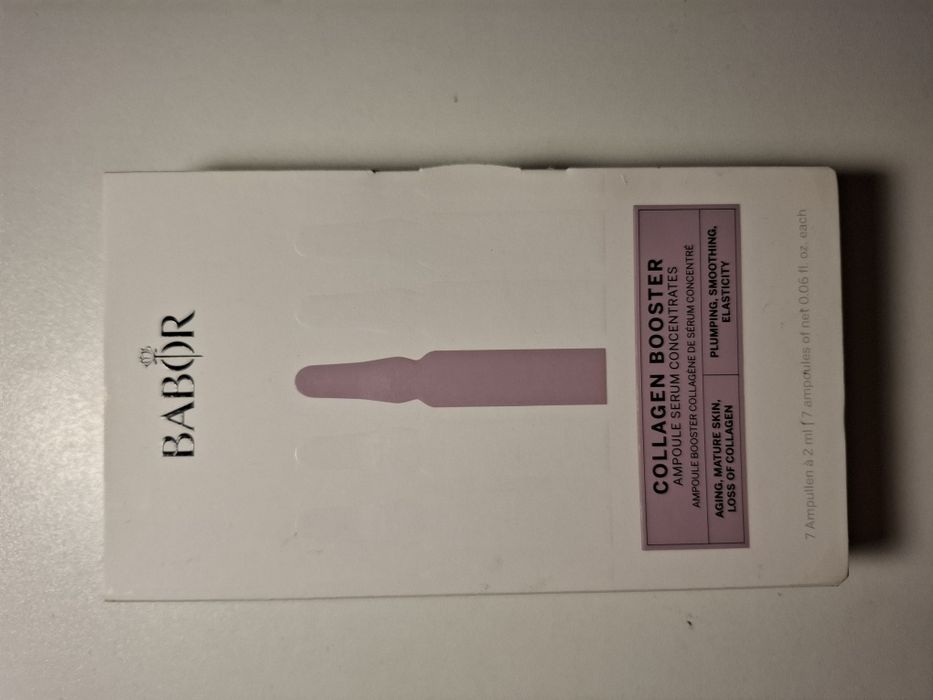 BABOR
COLLAGEN BOOSTER
AMPOULE SERUM CONCENTRATES
AMPOULE BOOSTER COLLAGÈNE DE SÉRUM CONCENTRÉ
AGING, MATURE SKIN,
LOSS OF COLLAGEN
PLUMPING, SMOOTHING,
ELASTICITY
7 Ampullen à 2 ml | 7 ampoules of net 0.06 fl. oz. each